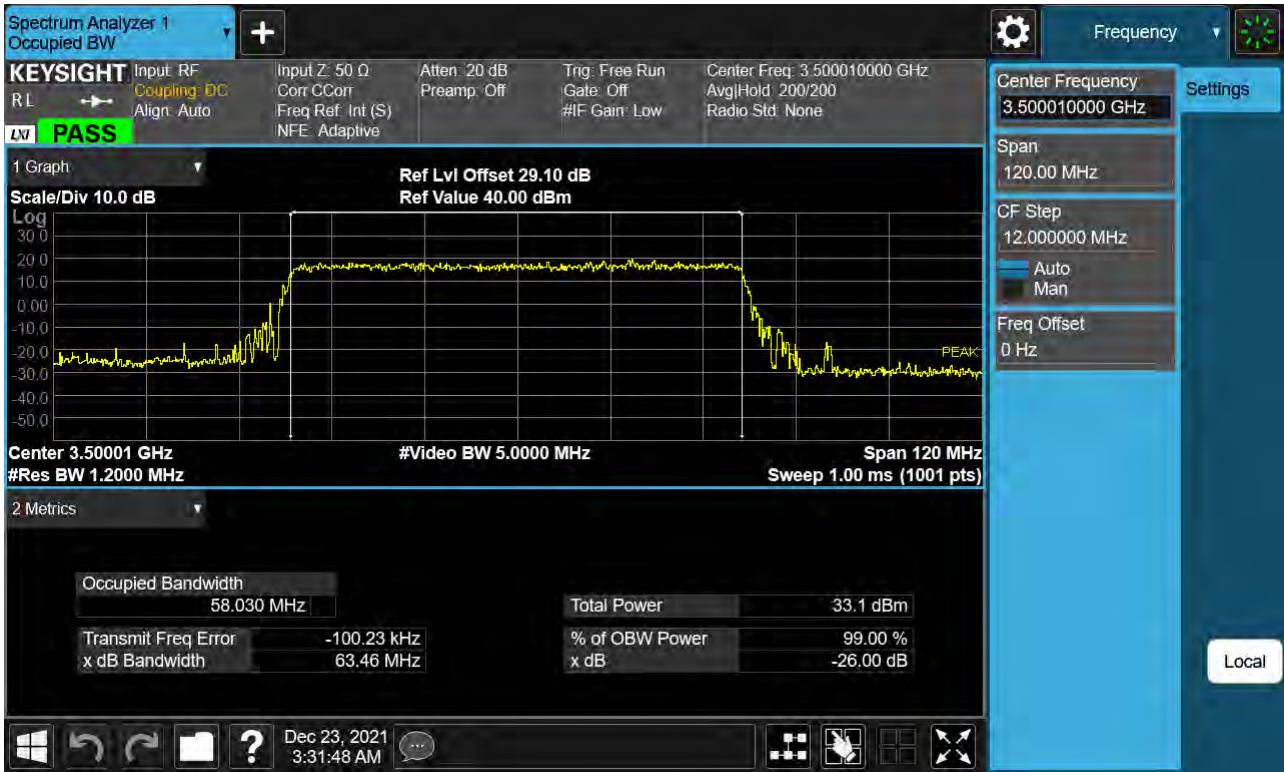 Spectrum Analyzer 1
Occupied BW
Frequency
KEYSIGHT
R L
LXI PASS
Input: RF
Coupling: DC
Align: Auto
Input Z: 50 Ω
Corr CCorr
Freq Ref: Int (S)
NFE: Adaptive
Atten: 20 dB
Preamp: Off
Trig: Free Run
Gate: Off
#IF Gain: Low
Center Freq: 3.500010000 GHz
Avg|Hold: 200/200
Radio Std: None
Center Frequency
3.500010000 GHz
Settings
Span
120.00 MHz
CF Step
12.000000 MHz
Auto
Man
Freq Offset
0 Hz
1 Graph
Scale/Div 10.0 dB
Ref Lvl Offset 29.10 dB
Ref Value 40.00 dBm
Log
30.0
20.0
10.0
0.00
-10.0
-20.0
-30.0
-40.0
-50.0
PEAK
Center 3.50001 GHz
#Video BW 5.0000 MHz
Span 120 MHz
#Res BW 1.2000 MHz
Sweep 1.00 ms (1001 pts)
2 Metrics
Occupied Bandwidth
58.030 MHz
Total Power 33.1 dBm
Transmit Freq Error -100.23 kHz
% of OBW Power 99.00 %
x dB Bandwidth 63.46 MHz
x dB -26.00 dB
Local
Dec 23, 2021
3:31:48 AM